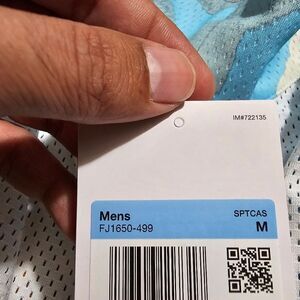 IM#722135
Mens
SPTCAS
FJ1650-499
M